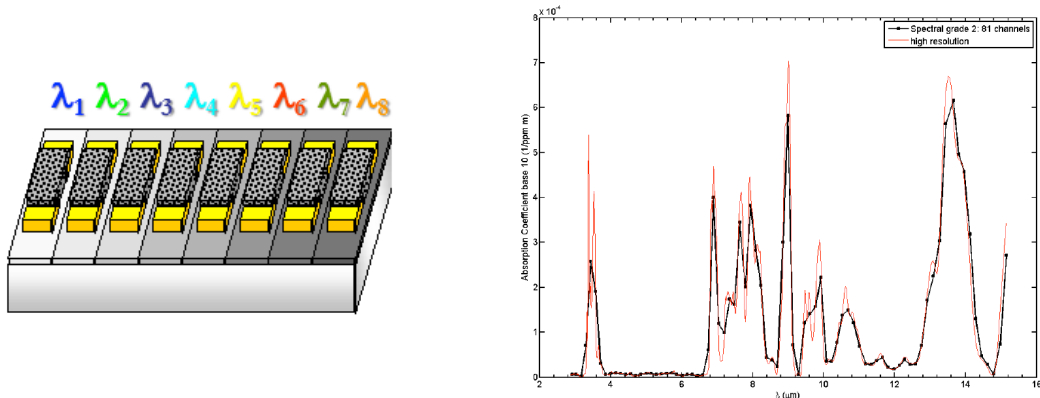 λ1 λ2 λ3 λ4 λ5 λ6 λ7 λ8
x 10⁻⁴
Spectral grade 2: 81 channels
high resolution
Absorption Coefficient base 10 (1/ppm m)
8
7
6
5
4
3
2
1
0
2 4 6 8 10 12 14 16
λ (μm)